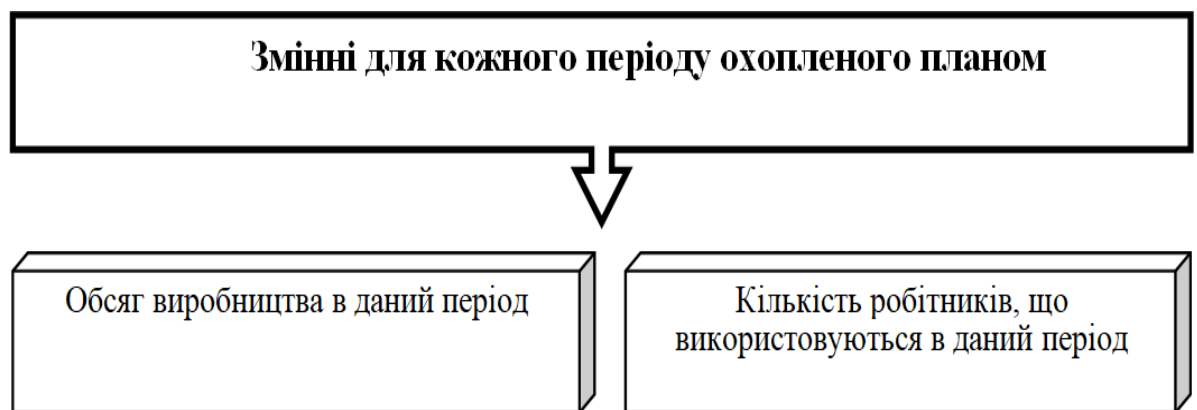 Змінні для кожного періоду охопленого планом
Обсяг виробництва в даний період
Кількість робітників, що
використовуються в даний період